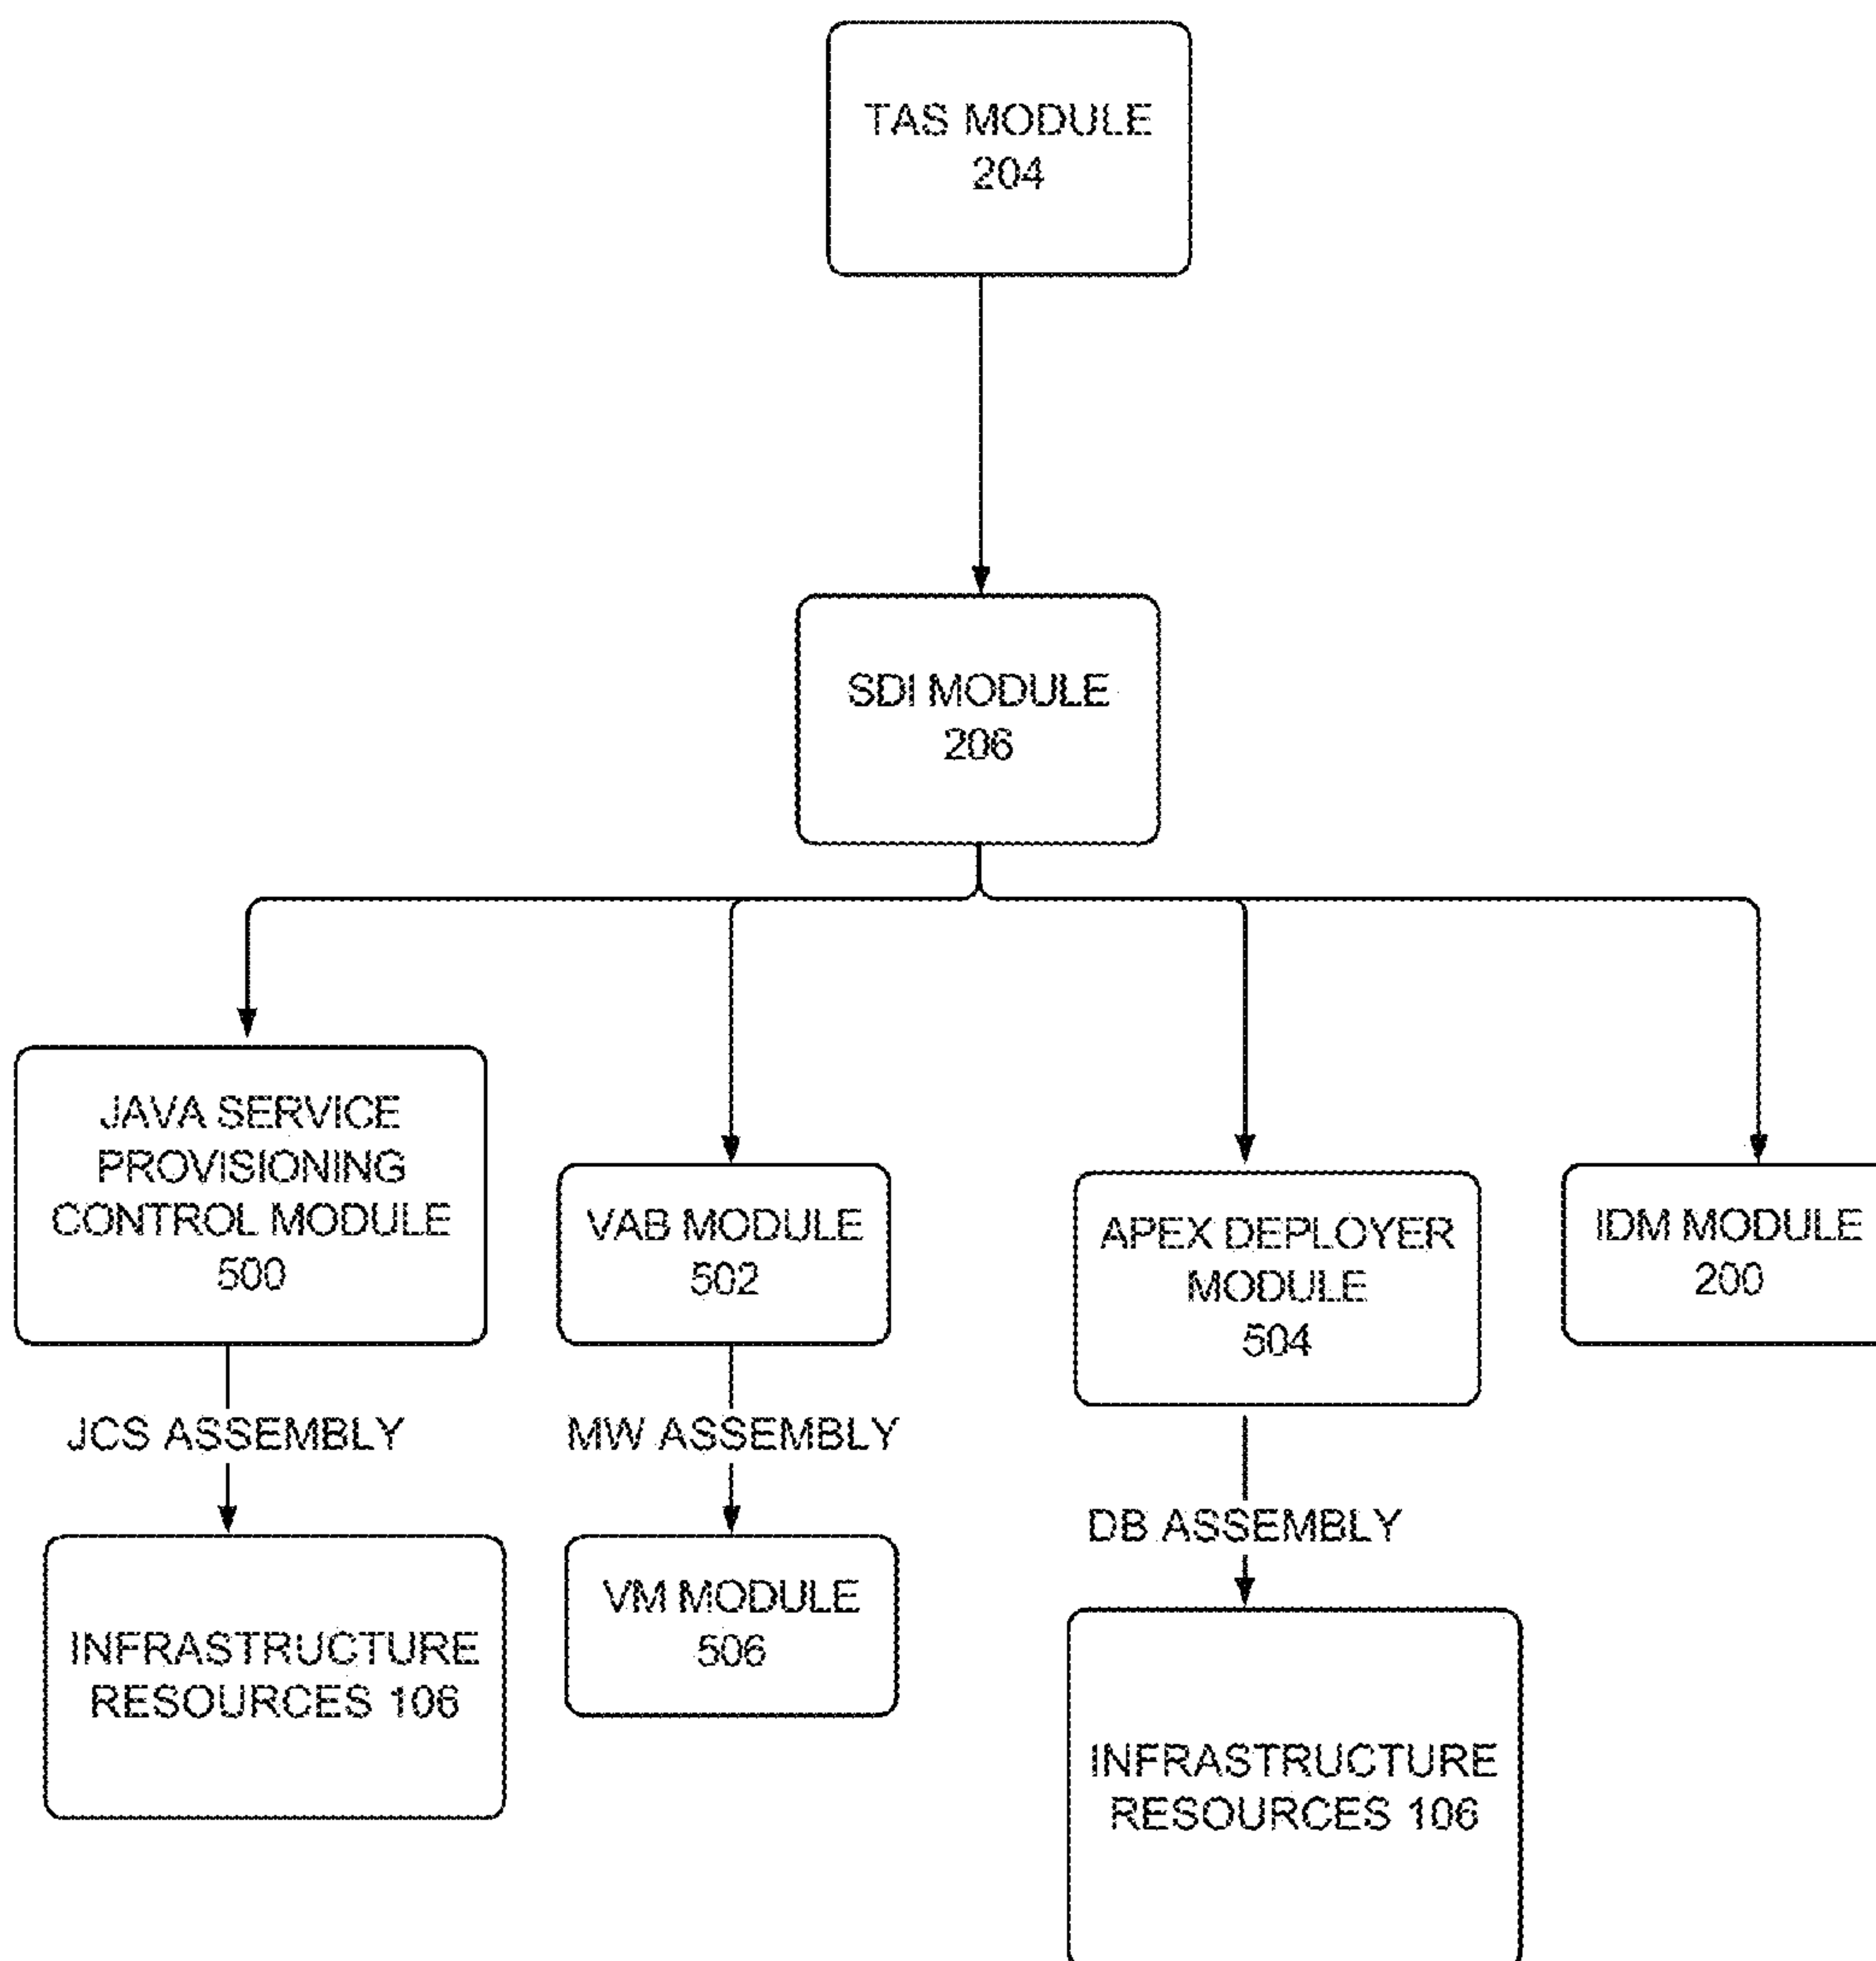 TAS MODULE
204
SDI MODULE
206
JAVA SERVICE
PROVISIONING
CONTROL MODULE
500
VAB MODULE
502
APEX DEPLOYER
MODULE
504
IDM MODULE
200
JCS ASSEMBLY
MW ASSEMBLY
DB ASSEMBLY
INFRASTRUCTURE
RESOURCES 106
VM MODULE
506
INFRASTRUCTURE
RESOURCES 106